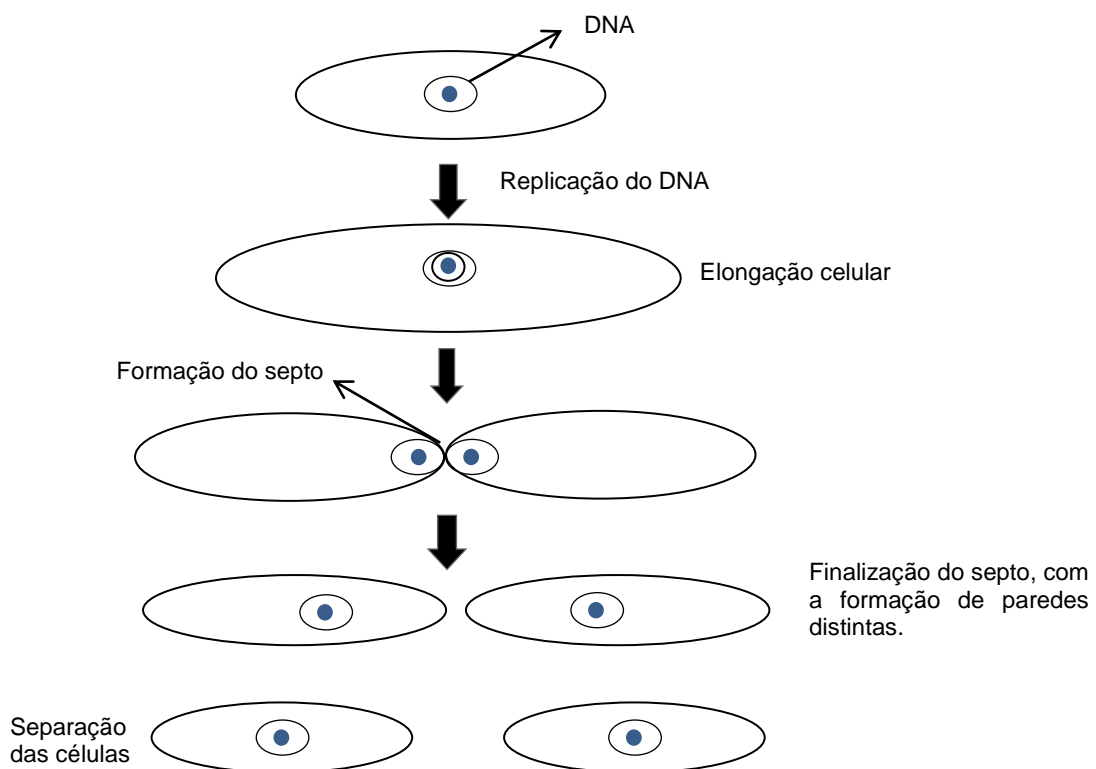 DNA
Replicação do DNA
Elongação celular
Formação do septo
Finalização do septo, com
a formação de paredes
distintas.
Separação
das células